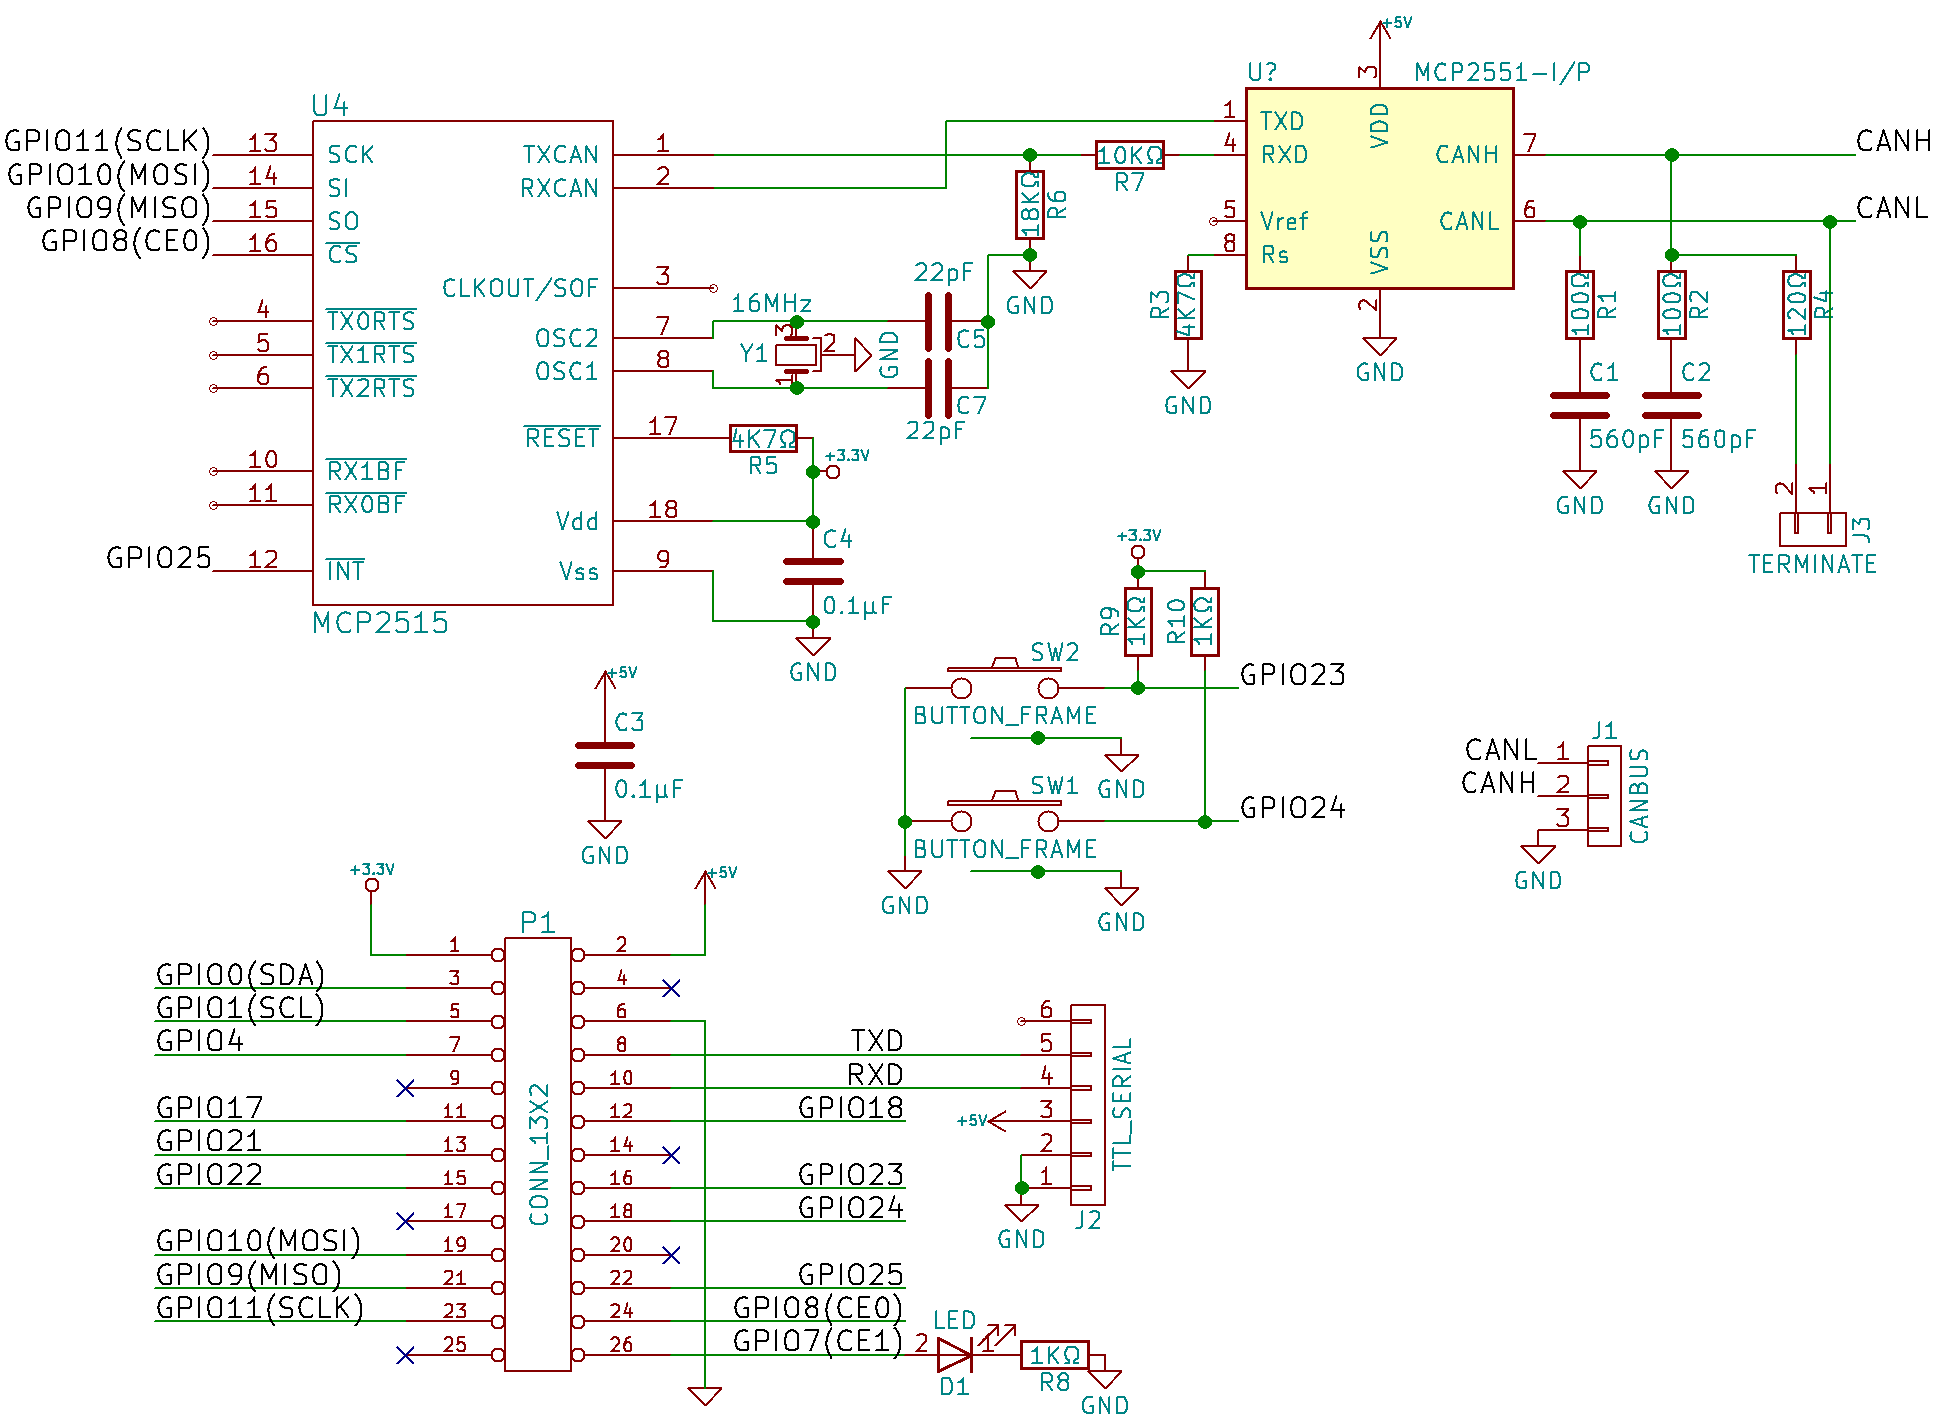 U4
GPIO11(SCLK) 13 SCK
GPIO10(MOSI) 14 SI
GPIO9(MISO) 15 SO
GPIO8(CE0) 16 CS
4 TX0RTS
5 TX1RTS
6 TX2RTS
10 RX1BF
11 RX0BF
GPIO25 12 INT
TXCAN 1
RXCAN 2
CLKOUT/SOF 3
OSC2 7
OSC1 8
RESET 17
Vdd 18
Vss 9
MCP2515
16MHz
Y1
3
2
1
GND
22pF
C5
C7
22pF
4K7Ω
R5
+3.3V
C4
0.1µF
GND
18KΩ
R6
GND
10KΩ
R7
U?
MCP2551-I/P
+5V
3
VDD
1 TXD
4 RXD
5 Vref
8 Rs
CANH 7
CANL 6
VSS
2
GND
R3
4K7Ω
GND
CANH
CANL
100Ω
R1
100Ω
R2
120Ω
R4
C1
560pF
GND
C2
560pF
GND
2
1
J3
TERMINATE
+5V
C3
0.1µF
GND
+3.3V
R9
1KΩ
R10
1KΩ
SW2
GPIO23
BUTTON_FRAME
GND
SW1
GPIO24
BUTTON_FRAME
GND
GND
J1
CANL 1
CANH 2
3
CANBUS
GND
+3.3V
+5V
P1
CONN_13X2
1 2
GPIO0(SDA) 3 4
GPIO1(SCL) 5 6
GPIO4 7 8 TXD
9 10 RXD
GPIO17 11 12 GPIO18
GPIO21 13 14
GPIO22 15 16 GPIO23
17 18 GPIO24
GPIO10(MOSI) 19 20
GPIO9(MISO) 21 22 GPIO25
GPIO11(SCLK) 23 24 GPIO8(CE0)
25 26 GPIO7(CE1)
6
5
4
+5V 3
2
1
TTL_SERIAL
J2
GND
LED
2
1
D1
1KΩ
R8
GND